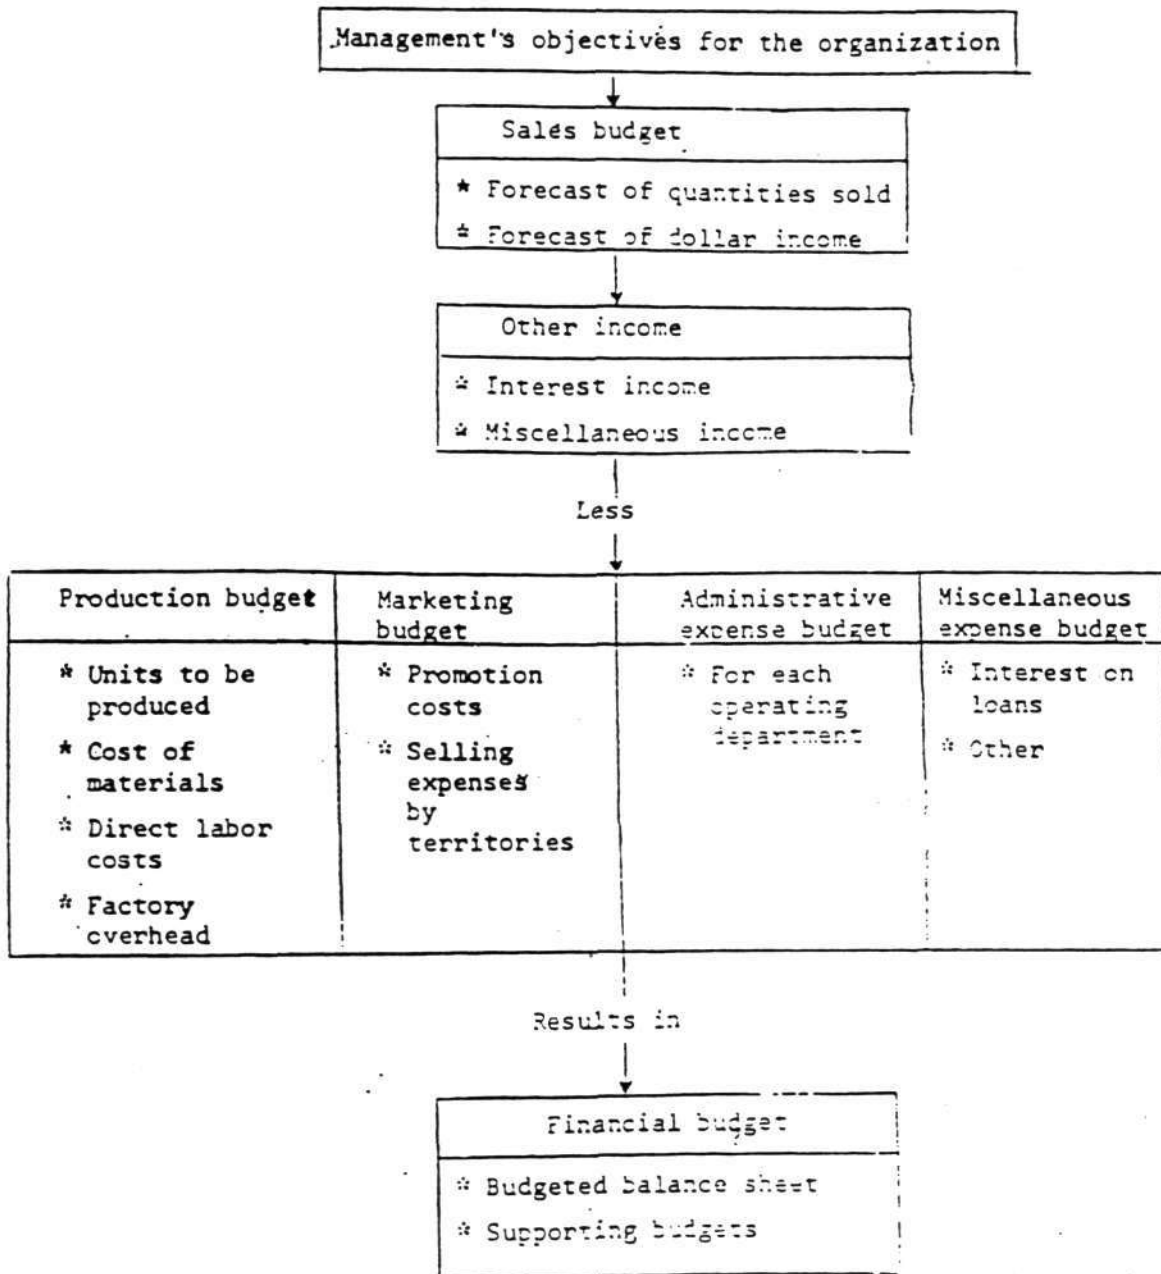 Management's objectives for the organization
Sales budget
* Forecast of quantities sold
* Forecast of dollar income
Other income
* Interest income
* Miscellaneous income
Less
Production budget
* Units to be
produced
* Cost of
materials
* Direct labor
costs
* Factory
overhead
Marketing
budget
* Promotion
costs
* Selling
expenses
by
territories
Administrative
expense budget
* For each
operating
department
Miscellaneous
expense budget
* Interest on
loans
* Other
Results in
Financial budget
* Budgeted balance sheet
* Supporting budgets